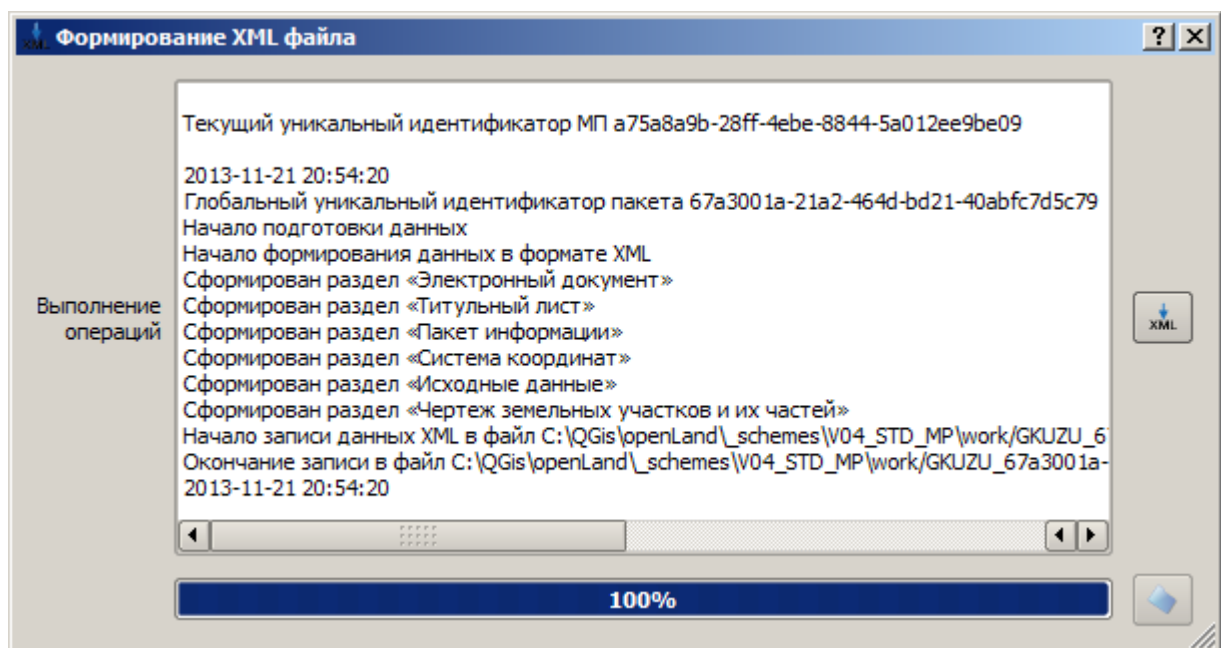 Формирование XML файла
Текущий уникальный идентификатор МП a75a8a9b-28ff-4ebe-8844-5a012ee9be09
2013-11-21 20:54:20
Глобальный уникальный идентификатор пакета 67a3001a-21a2-464d-bd21-40abfc7d5c79
Начало подготовки данных
Начало формирования данных в формате XML
Сформирован раздел «Электронный документ»
Сформирован раздел «Титульный лист»
Сформирован раздел «Пакет информации»
Сформирован раздел «Система координат»
Сформирован раздел «Исходные данные»
Сформирован раздел «Чертеж земельных участков и их частей»
Начало записи данных XML в файл C:\QGis\openLand\_schemes\V04_STD_MP\work/GKUZU_6
Окончание записи в файл C:\QGis\openLand\_schemes\V04_STD_MP\work/GKUZU_67a3001a-
2013-11-21 20:54:20
Выполнение
операций
XML
100%